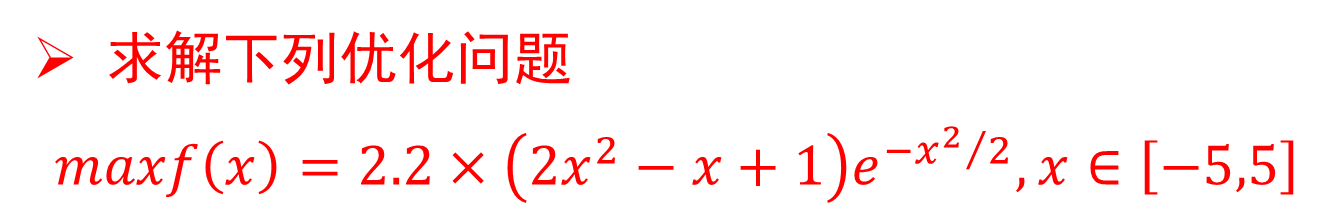 ➢ 求解下列优化问题
maxf(x) = 2.2 × (2x² − x + 1)e^{−x²/2}, x ∈ [−5,5]